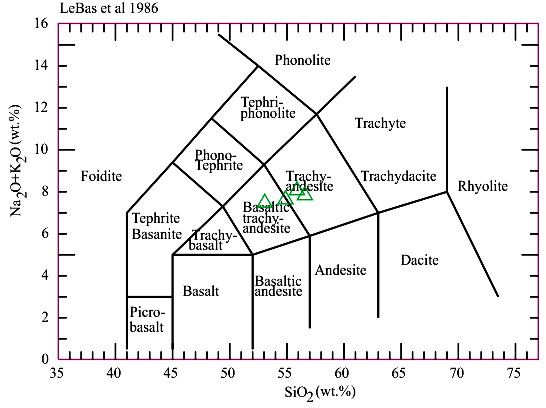 LeBas et al 1986
16
14
12
10
8
6
4
2
0
Na2O+K2O (wt.%)
Phonolite
Tephri-
phonolite
Trachyte
Phono-
Tephrite
Foidite
Trachy-
andesite
Trachydacite
Rhyolite
Basaltic
trachy-
andesite
Tephrite
Basanite
Trachy-
basalt
Dacite
Andesite
Basaltic
andesite
Basalt
Picro-
basalt
35 40 45 50 55 60 65 70 75
SiO2 (wt.%)